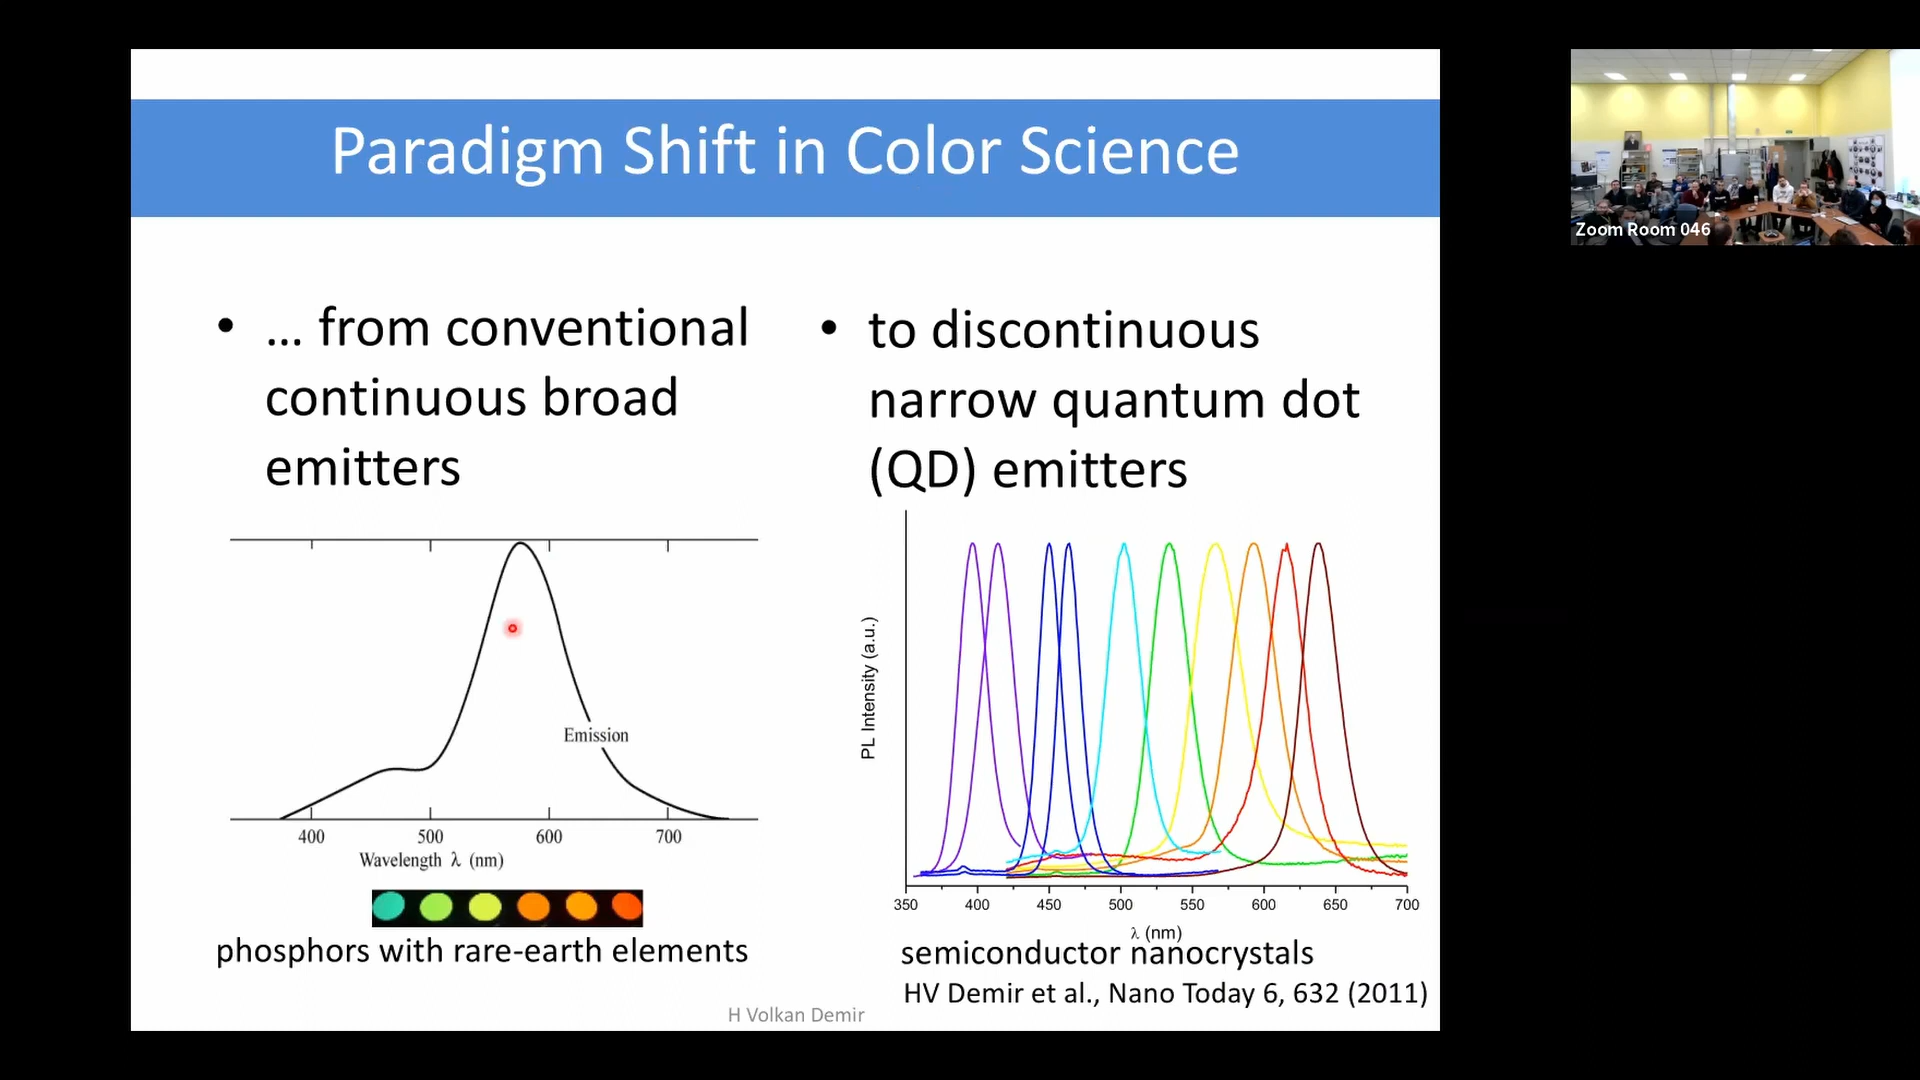 Paradigm Shift in Color Science
• ... from conventional
continuous broad
emitters
Emission
400 500 600 700
Wavelength λ (nm)
phosphors with rare-earth elements
• to discontinuous
narrow quantum dot
(QD) emitters
PL Intensity (a.u.)
350 400 450 500 550 600 650 700
λ (nm)
semiconductor nanocrystals
HV Demir et al., Nano Today 6, 632 (2011)
H Volkan Demir
Zoom Room 046